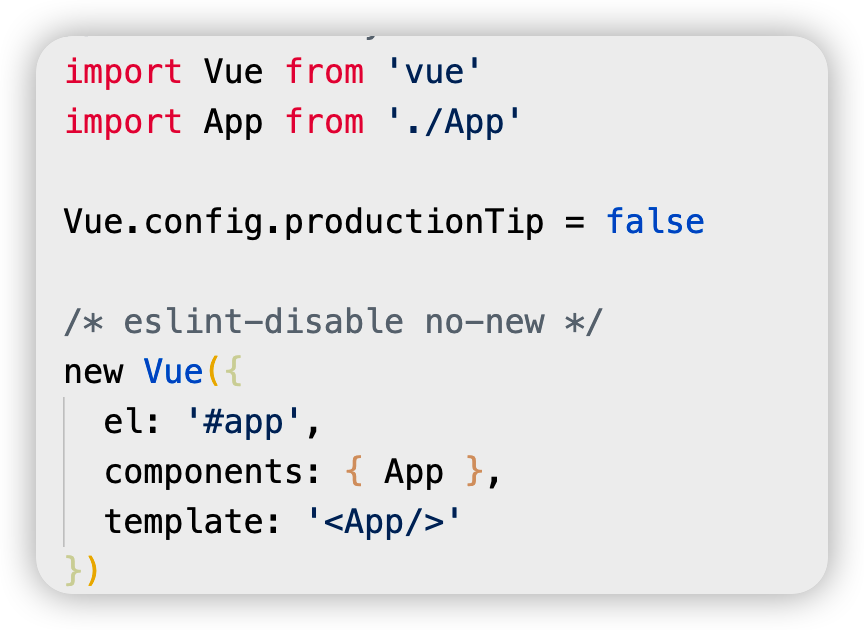 import Vue from 'vue'
import App from './App'
Vue.config.productionTip = false
/* eslint-disable no-new */
new Vue({
  el: '#app',
  components: { App },
  template: '<App/>'
})